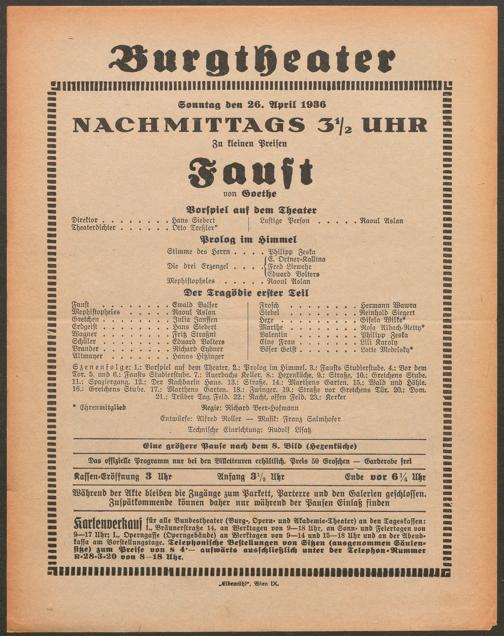 Burgtheater
Sonntag den 26. April 1936
NACHMITTAGS 3½ UHR
Zu kleinen Preisen
Faust
von Goethe
Vorspiel auf dem Theater
Direktor . . . . . . . . Hans Siebert
Theaterdichter . . . . . . Otto Treßler*
Lustige Person . . . . . Raoul Aslan
Prolog im Himmel
Stimme des Herrn . . . . Philipp Zeska
Die drei Erzengel . . . . E. Ortner-Kallina
Fred Liewehr
Eduard Volters
Mephistopheles . . . . . Raoul Aslan
Der Tragödie erster Teil
Faust . . . . . . . . Ewald Balser
Mephistopheles . . . . . Raoul Aslan
Gretchen . . . . . . . Julia Janssen
Erdgeist . . . . . . . Hans Siebert
Wagner . . . . . . . Fritz Straßni
Schüler . . . . . . . Eduard Volters
Brander . . . . . . . Richard Eybner
Altmayer . . . . . . . Hanns Hitzinger
Frosch . . . . . . . Hermann Wawra
Siebel . . . . . . . Reinhold Siegert
Hexe . . . . . . . Gisela Wilke*
Marthe . . . . . . . Rosa Albach-Retty*
Valentin . . . . . . . Philipp Zeska
Eine Frau . . . . . . . Lili Karoly
Böser Geist . . . . . . . Lotte Medelsky*
Szenenfolge: 1.: Vorspiel auf dem Theater. 2.: Prolog im Himmel. 3.: Fausts Studierstube. 4.: Vor dem
Tor. 5. und 6.: Fausts Studierstube. 7.: Auerbachs Keller. 8.: Hexenküche. 9.: Straße. 10.: Gretchens Stube.
11.: Spaziergang. 12.: Der Nachbarin Haus. 13.: Straße. 14.: Marthens Garten. 15.: Wald und Höhle.
16.: Gretchens Stube. 17.: Marthens Garten. 18.: Zwinger. 19.: Straße vor Gretchens Tür. 20.: Dom.
21.: Trüber Tag. Feld. 22.: Nacht, offen Feld. 23.: Kerker
* Ehrenmitglied
Regie: Richard Beer-Hofmann
Entwürfe: Alfred Roller — Musik: Franz Salmhofer
Technische Einrichtung: Rudolf Lisatz
Eine größere Pause nach dem 8. Bild (Hexenküche)
Das offizielle Programm nur bei den Billetteuren erhältlich. Preis 50 Groschen — Garderobe frei
Kassen-Eröffnung 3 Uhr Anfang 3½ Uhr Ende vor 6¾ Uhr
Während der Akte bleiben die Zugänge zum Parkett, Parterre und den Galerien geschlossen.
Zuspätkommende können daher nur während der Pausen Einlaß finden
Kartenverkauf für alle Bundestheater (Burg-, Opern- und Akademie-Theater) an den Tageskassen:
I., Bräunerstraße 14, an Werktagen von 9—18 Uhr, an Sonn- und Feiertagen von
9—17 Uhr; I., Operngasse (Operngebäude) an Werktagen von 9—14 und 15—18 Uhr und an der Abend-
kassa am Vorstellungstage. Telephonische Bestellungen von Sitzen (ausgenommen Säulen-
sitze) zum Preise von S 4·— aufwärts ausschließlich unter der Telephon-Nummer
R-28-3-20 von 8—18 Uhr.
„Elbemühl", Wien IX.